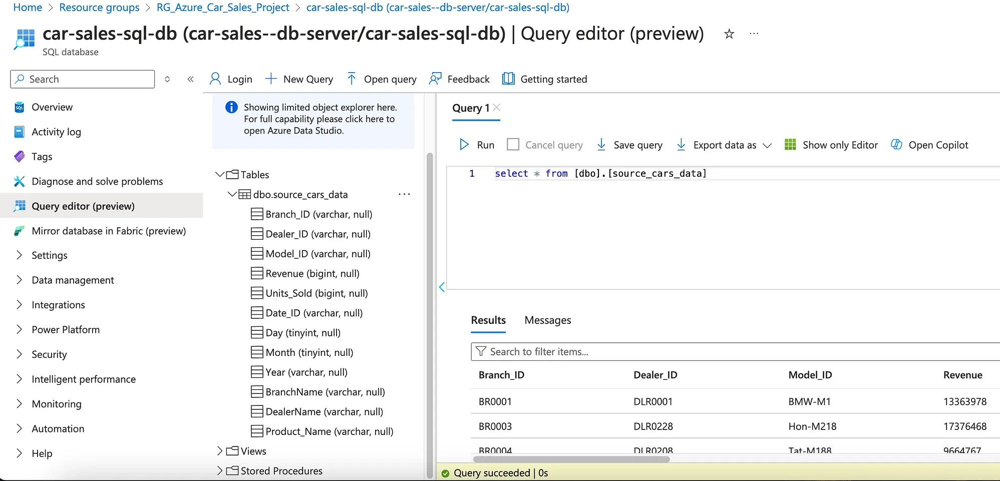 Home > Resource groups > RG_Azure_Car_Sales_Project > car-sales-sql-db (car-sales--db-server/car-sales-sql-db)
car-sales-sql-db (car-sales--db-server/car-sales-sql-db) | Query editor (preview)
SQL database
Search
Overview
Activity log
Tags
Diagnose and solve problems
Query editor (preview)
Mirror database in Fabric (preview)
Settings
Data management
Integrations
Power Platform
Security
Intelligent performance
Monitoring
Automation
Help
Login New Query Open query Feedback Getting started
Showing limited object explorer here.
For full capability please click here to
open Azure Data Studio.
Tables
dbo.source_cars_data ...
Branch_ID (varchar, null)
Dealer_ID (varchar, null)
Model_ID (varchar, null)
Revenue (bigint, null)
Units_Sold (bigint, null)
Date_ID (varchar, null)
Day (tinyint, null)
Month (tinyint, null)
Year (varchar, null)
BranchName (varchar, null)
DealerName (varchar, null)
Product_Name (varchar, null)
Views
Stored Procedures
Query 1
Run Cancel query Save query Export data as Show only Editor Open Copilot
1 select * from [dbo].[source_cars_data]
Results Messages
Search to filter items...
Branch_ID Dealer_ID Model_ID Revenue
BR0001 DLR0001 BMW-M1 13363978
BR0003 DLR0228 Hon-M218 17376468
BR0004 DLR0208 Tat-M188 9664767
Query succeeded | 0s